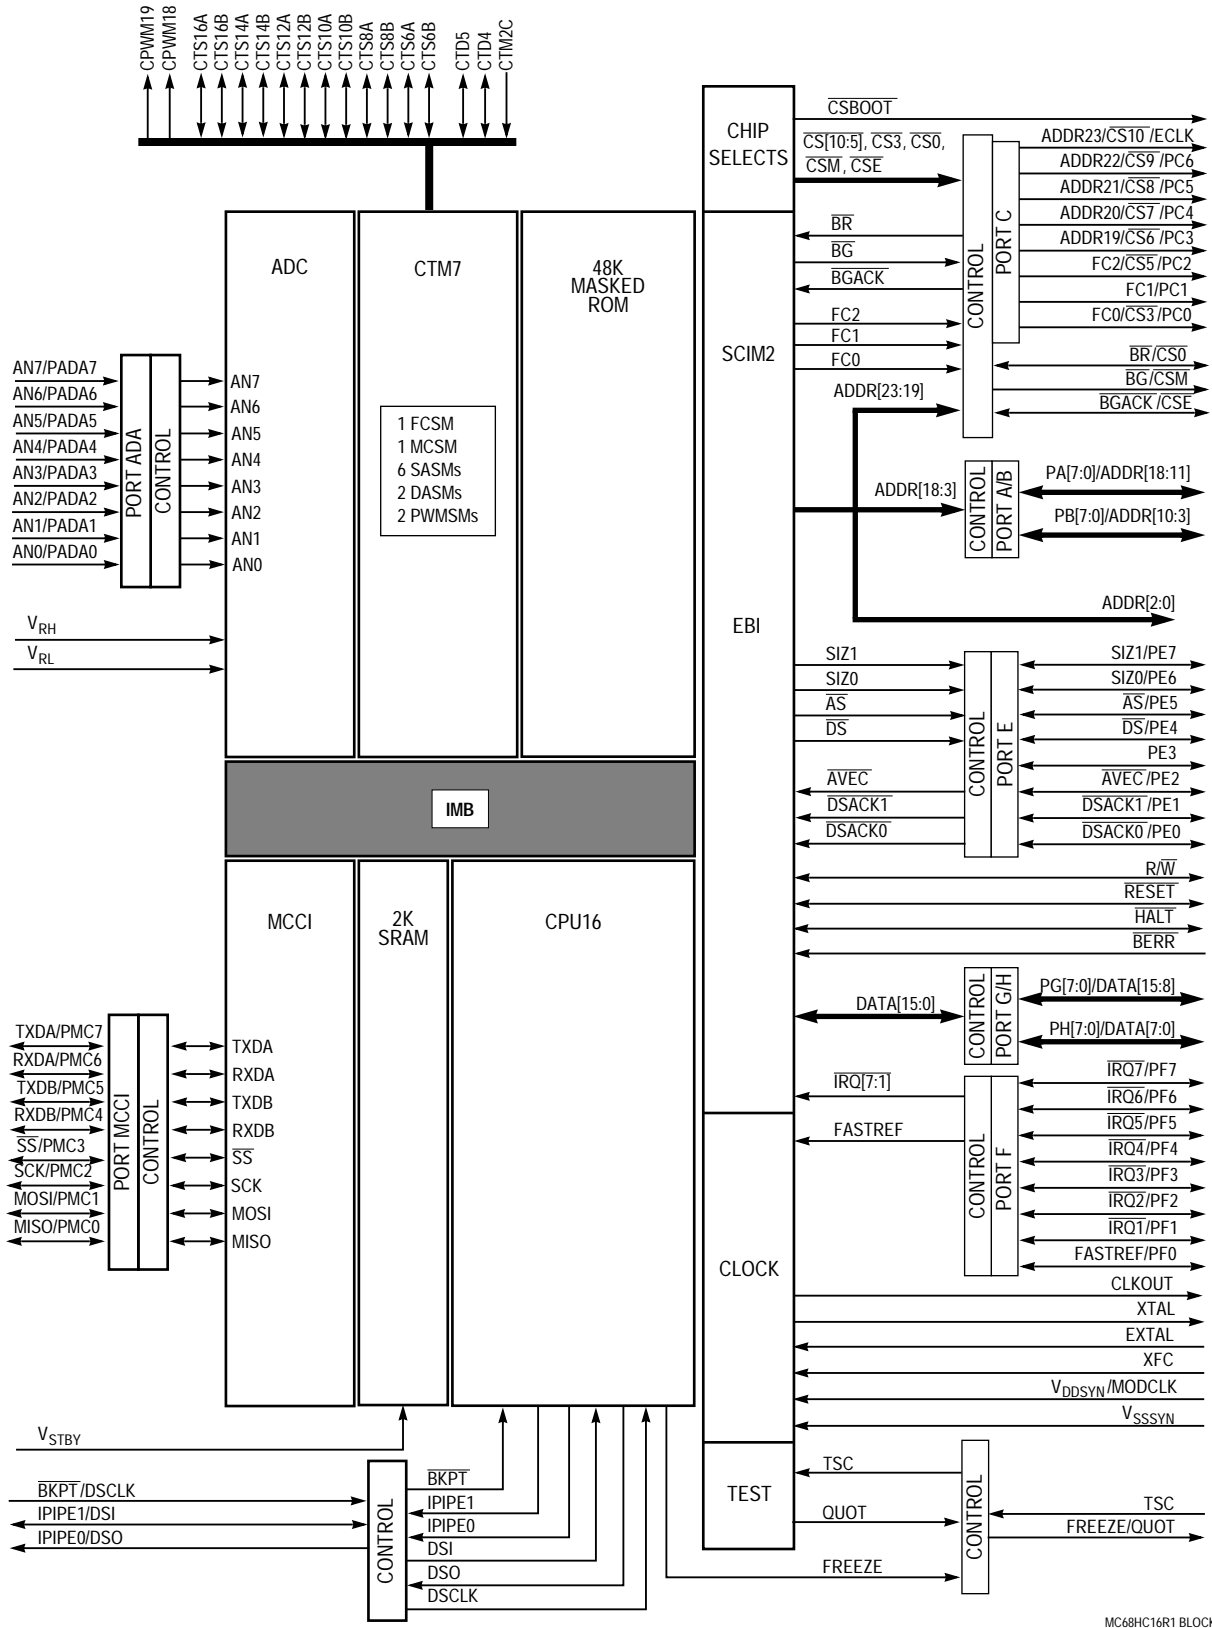 CPWM19
CPWM18
CTS16A
CTS16B
CTS14A
CTS14B
CTS12A
CTS12B
CTS10A
CTS10B
CTS8A
CTS8B
CTS6A
CTS6B
CTD5
CTD4
CTM2C
CHIP
SELECTS
CSBOOT
CS[10:5], CS3, CS0,
CSM, CSE
CONTROL
PORT C
ADDR23/CS10/ECLK
ADDR22/CS9/PC6
ADDR21/CS8/PC5
ADDR20/CS7/PC4
ADDR19/CS6/PC3
FC2/CS5/PC2
FC1/PC1
FC0/CS3/PC0
BR/CS0
BG/CSM
BGACK/CSE
BR
BG
BGACK
FC2
FC1
FC0
SCIM2
ADDR[23:19]
ADC
CTM7
48K
MASKED
ROM
1 FCSM
1 MCSM
6 SASMs
2 DASMs
2 PWMSMs
AN7/PADA7
AN6/PADA6
AN5/PADA5
AN4/PADA4
AN3/PADA3
AN2/PADA2
AN1/PADA1
AN0/PADA0
PORT ADA
CONTROL
AN7
AN6
AN5
AN4
AN3
AN2
AN1
AN0
VRH
VRL
ADDR[18:3]
CONTROL
PORT A/B
PA[7:0]/ADDR[18:11]
PB[7:0]/ADDR[10:3]
ADDR[2:0]
EBI
SIZ1
SIZ0
AS
DS
AVEC
DSACK1
DSACK0
CONTROL
PORT E
SIZ1/PE7
SIZ0/PE6
AS/PE5
DS/PE4
PE3
AVEC/PE2
DSACK1/PE1
DSACK0/PE0
IMB
R/W
RESET
HALT
BERR
MCCI
2K
SRAM
CPU16
DATA[15:0]
CONTROL
PORT G/H
PG[7:0]/DATA[15:8]
PH[7:0]/DATA[7:0]
TXDA/PMC7
RXDA/PMC6
TXDB/PMC5
RXDB/PMC4
SS/PMC3
SCK/PMC2
MOSI/PMC1
MISO/PMC0
PORT MCCI
CONTROL
TXDA
RXDA
TXDB
RXDB
SS
SCK
MOSI
MISO
IRQ[7:1]
FASTREF
CONTROL
PORT F
IRQ7/PF7
IRQ6/PF6
IRQ5/PF5
IRQ4/PF4
IRQ3/PF3
IRQ2/PF2
IRQ1/PF1
FASTREF/PF0
CLOCK
CLKOUT
XTAL
EXTAL
XFC
VDDSYN/MODCLK
VSSSYN
VSTBY
BKPT/DSCLK
IPIPE1/DSI
IPIPE0/DSO
CONTROL
BKPT
IPIPE1
IPIPE0
DSI
DSO
DSCLK
TEST
TSC
QUOT
FREEZE
CONTROL
TSC
FREEZE/QUOT
MC68HC16R1 BLOCK